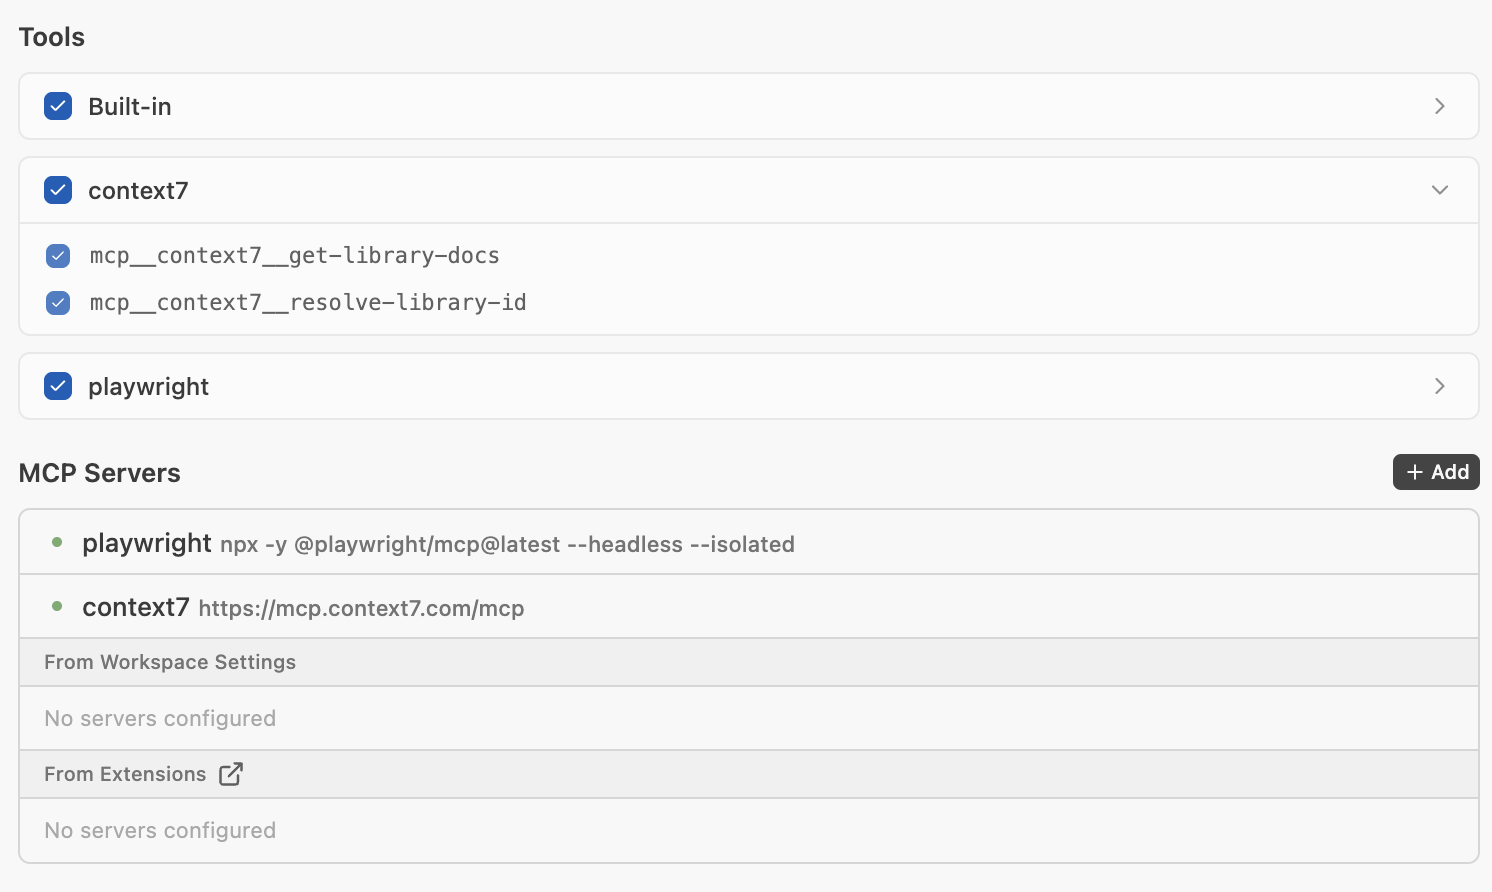 Tools
Built-in
context7
mcp__context7__get-library-docs
mcp__context7__resolve-library-id
playwright
MCP Servers
+ Add
playwright npx -y @playwright/mcp@latest --headless --isolated
context7 https://mcp.context7.com/mcp
From Workspace Settings
No servers configured
From Extensions
No servers configured